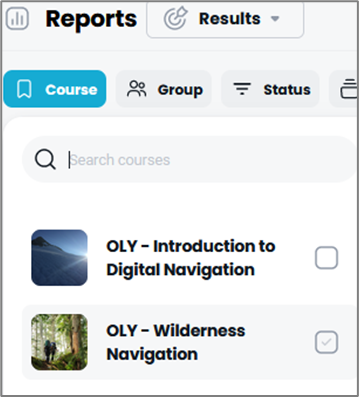 Reports Results
Course Group Status
Search courses
OLY - Introduction to
Digital Navigation
OLY - Wilderness
Navigation